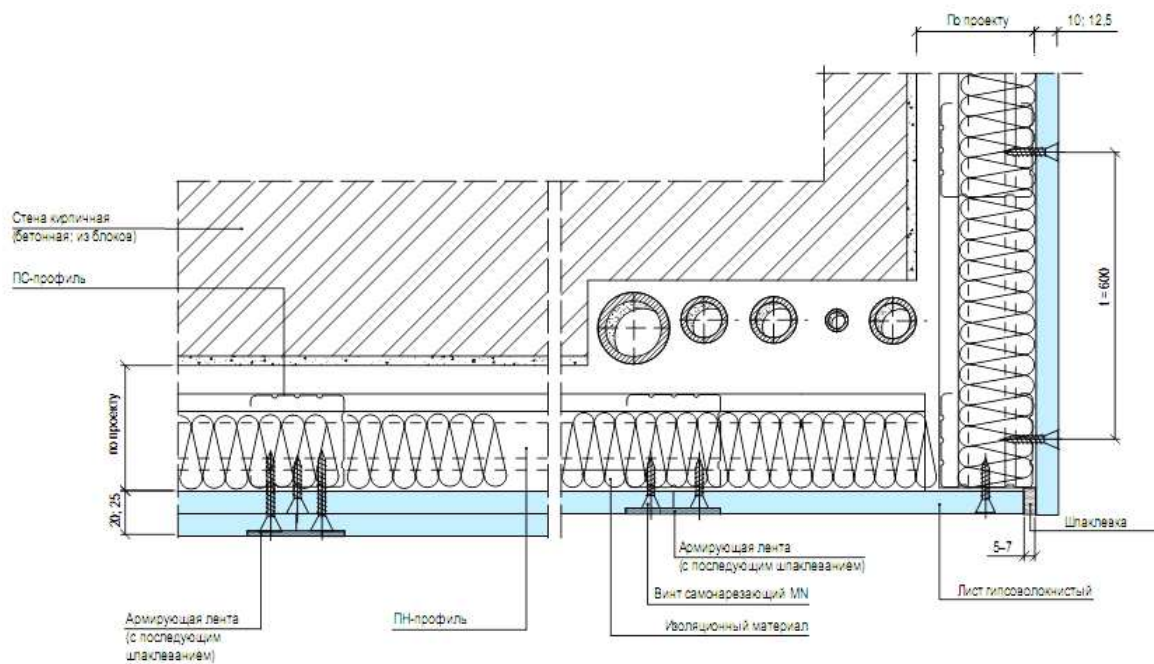 По проекту
10; 12,5
Стена кирпичная
(бетонная; из блоков)
ПС-профиль
t = 600
по проекту
20; 25
Шпаклевка
5–7
Армирующая лента
(с последующим шпаклеванием)
Винт самонарезающий MN
Лист гипсоволокнистый
Армирующая лента
(с последующим
шпаклеванием)
ПН-профиль
Изоляционный материал